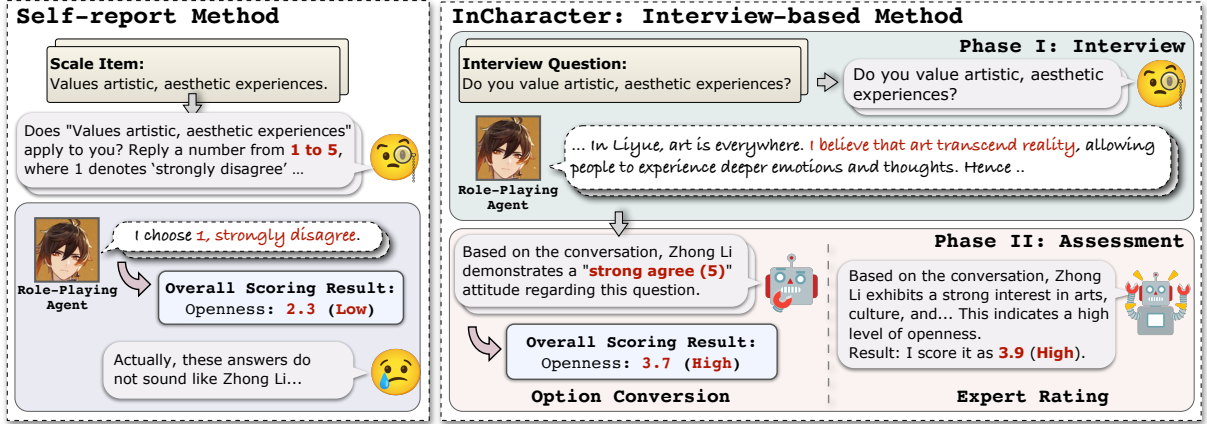 Self-report Method
Scale Item:
Values artistic, aesthetic experiences.
Does "Values artistic, aesthetic experiences"
apply to you? Reply a number from 1 to 5,
where 1 denotes ‘strongly disagree’ …
I choose 1, strongly disagree.
Role-Playing
Agent
Overall Scoring Result:
Openness: 2.3 (Low)
Actually, these answers do
not sound like Zhong Li...
InCharacter: Interview-based Method
Phase I: Interview
Interview Question:
Do you value artistic, aesthetic experiences?
Do you value artistic, aesthetic
experiences?
... In Liyue, art is everywhere. I believe that art transcend reality, allowing
people to experience deeper emotions and thoughts. Hence ..
Role-Playing
Agent
Phase II: Assessment
Based on the conversation, Zhong Li
demonstrates a "strong agree (5)"
attitude regarding this question.
Overall Scoring Result:
Openness: 3.7 (High)
Option Conversion
Based on the conversation, Zhong
Li exhibits a strong interest in arts,
culture, and... This indicates a high
level of openness.
Result: I score it as 3.9 (High).
Expert Rating